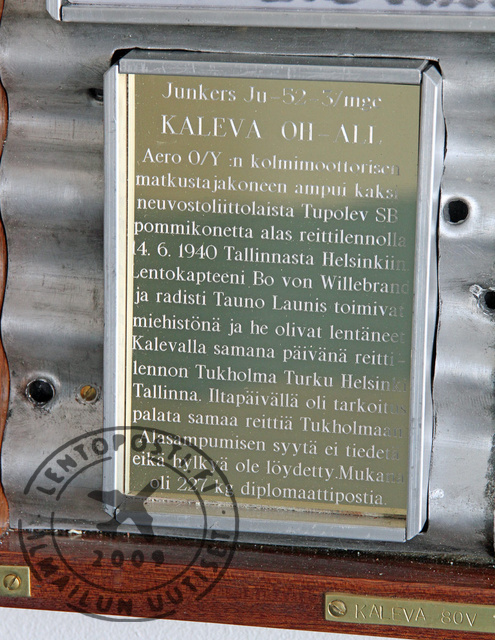 Junkers Ju-52-3/mge
KALEVA OH-ALL
Aero O/Y :n kolmimoottorisen
matkustajakoneen ampui kaksi
neuvostoliittolaista Tupolev SB
pommikonetta alas reittilennolla
14. 6. 1940 Tallinnasta Helsinkiin
Lentokapteeni Bo von Willebrand
ja radisti Tauno Launis toimivat
miehistönä ja he olivat lentäneet
Kalevalla samana päivänä reitti-
lennon Tukholma Turku Helsinki
Tallinna. Iltapäivällä oli tarkoitus
palata samaa reittiä Tukholmaan
Alasampumisen syytä ei tiedetä
eikä hylkyä ole löydetty. Mukana
oli 227 kg diplomaattipostia.
LENTOPOSTI.FI
2009
ILMAILUN UUTISET
KALEVA 80V